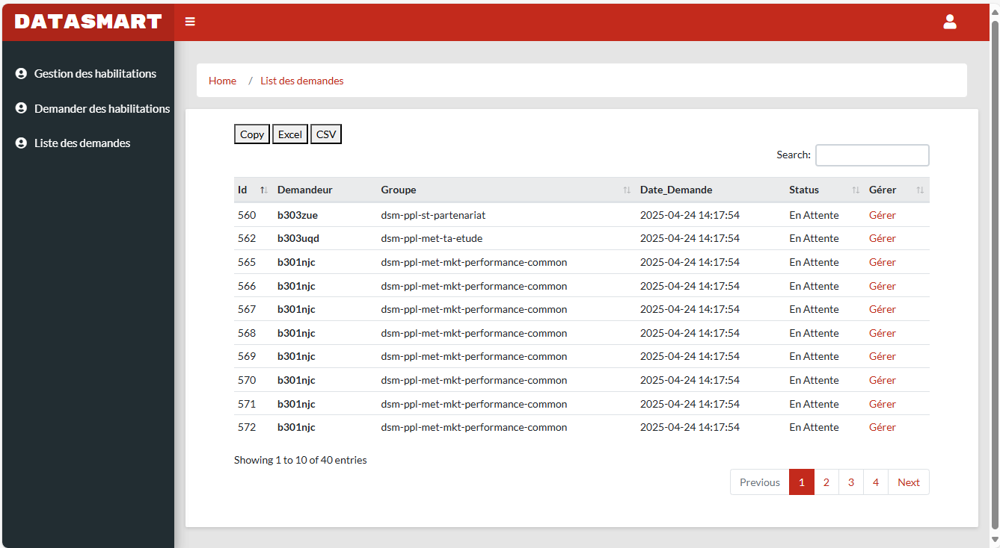 DATASMART
Gestion des habilitations
Demander des habilitations
Liste des demandes
Home / List des demandes
Copy Excel CSV
Search:
Id Demandeur Groupe Date_Demande Status Gérer
560 b303zue dsm-ppl-st-partenariat 2025-04-24 14:17:54 En Attente Gérer
562 b303uqd dsm-ppl-met-ta-etude 2025-04-24 14:17:54 En Attente Gérer
565 b301njc dsm-ppl-met-mkt-performance-common 2025-04-24 14:17:54 En Attente Gérer
566 b301njc dsm-ppl-met-mkt-performance-common 2025-04-24 14:17:54 En Attente Gérer
567 b301njc dsm-ppl-met-mkt-performance-common 2025-04-24 14:17:54 En Attente Gérer
568 b301njc dsm-ppl-met-mkt-performance-common 2025-04-24 14:17:54 En Attente Gérer
569 b301njc dsm-ppl-met-mkt-performance-common 2025-04-24 14:17:54 En Attente Gérer
570 b301njc dsm-ppl-met-mkt-performance-common 2025-04-24 14:17:54 En Attente Gérer
571 b301njc dsm-ppl-met-mkt-performance-common 2025-04-24 14:17:54 En Attente Gérer
572 b301njc dsm-ppl-met-mkt-performance-common 2025-04-24 14:17:54 En Attente Gérer
Showing 1 to 10 of 40 entries
Previous 1 2 3 4 Next